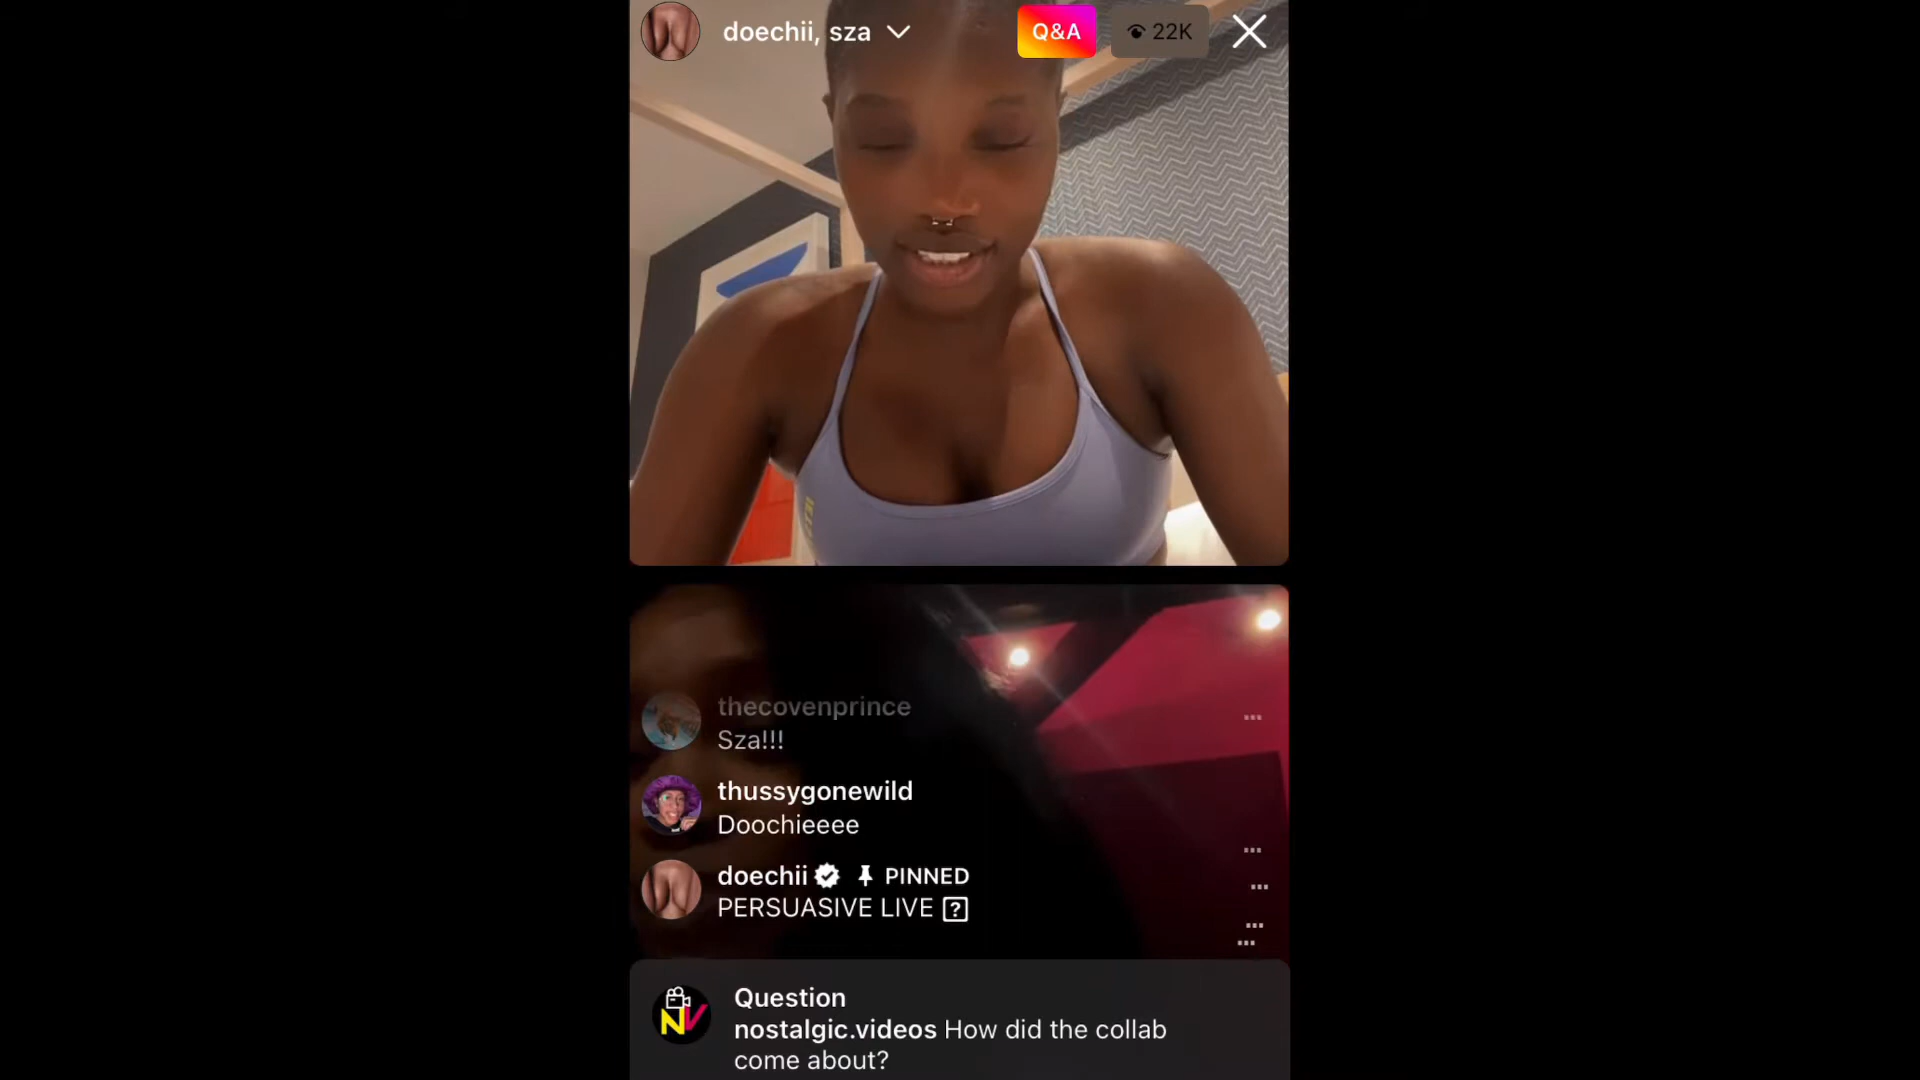 doechii, sza
Q&A
22K
thecovenprince
Sza!!!
thussygonewild
Doochieeee
doechii PINNED
PERSUASIVE LIVE
Question
nostalgic.videos How did the collab
come about?
NV